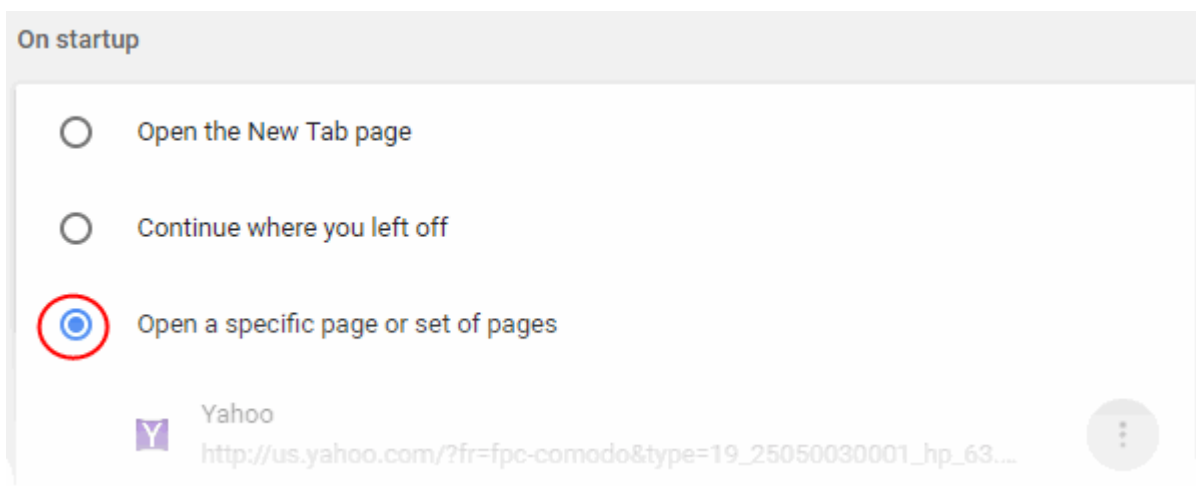 On startup
Open the New Tab page
Continue where you left off
Open a specific page or set of pages
Y
Yahoo
http://us.yahoo.com/?fr=fpc-comodo&type=19_25050030001_hp_63....